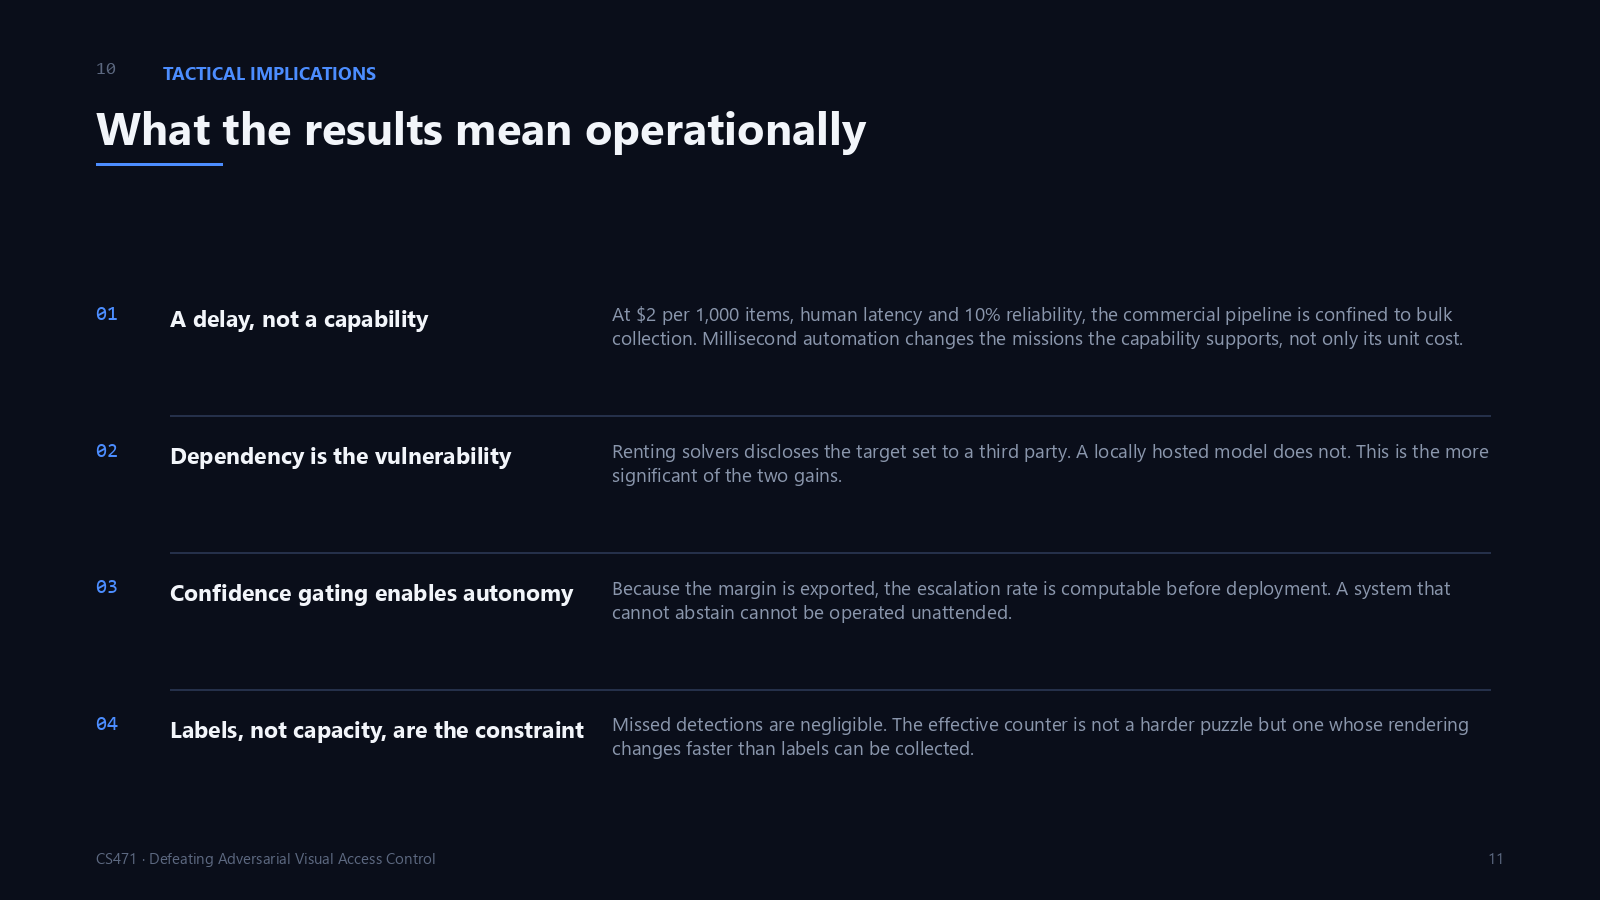 10
TACTICAL IMPLICATIONS
What the results mean operationally
01
A delay, not a capability
At $2 per 1,000 items, human latency and 10% reliability, the commercial pipeline is confined to bulk
collection. Millisecond automation changes the missions the capability supports, not only its unit cost.
02
Dependency is the vulnerability
Renting solvers discloses the target set to a third party. A locally hosted model does not. This is the more
significant of the two gains.
03
Confidence gating enables autonomy
Because the margin is exported, the escalation rate is computable before deployment. A system that
cannot abstain cannot be operated unattended.
04
Labels, not capacity, are the constraint
Missed detections are negligible. The effective counter is not a harder puzzle but one whose rendering
changes faster than labels can be collected.
CS471 · Defeating Adversarial Visual Access Control
11